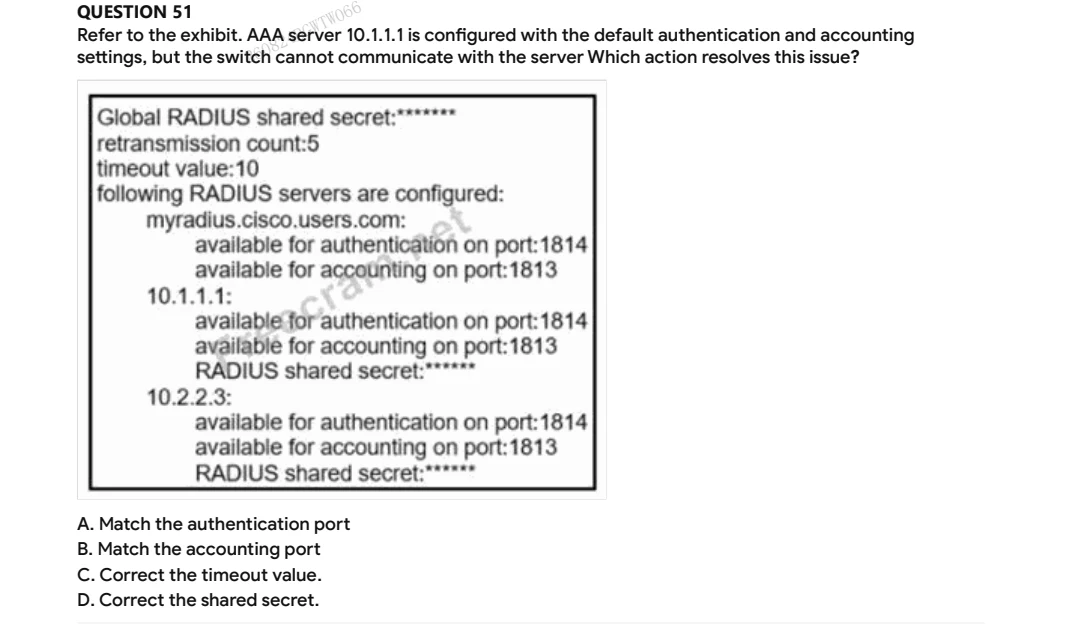 QUESTION 51
Refer to the exhibit. AAA server 10.1.1.1 is configured with the default authentication and accounting
settings, but the switch cannot communicate with the server Which action resolves this issue?
Global RADIUS shared secret:*******
retransmission count:5
timeout value:10
following RADIUS servers are configured:
myradius.cisco.users.com:
available for authentication on port:1814
available for accounting on port:1813
10.1.1.1:
available for authentication on port:1814
available for accounting on port:1813
RADIUS shared secret:******
10.2.2.3:
available for authentication on port:1814
available for accounting on port:1813
RADIUS shared secret:******
Freecram.net
A. Match the authentication port
B. Match the accounting port
C. Correct the timeout value.
D. Correct the shared secret.